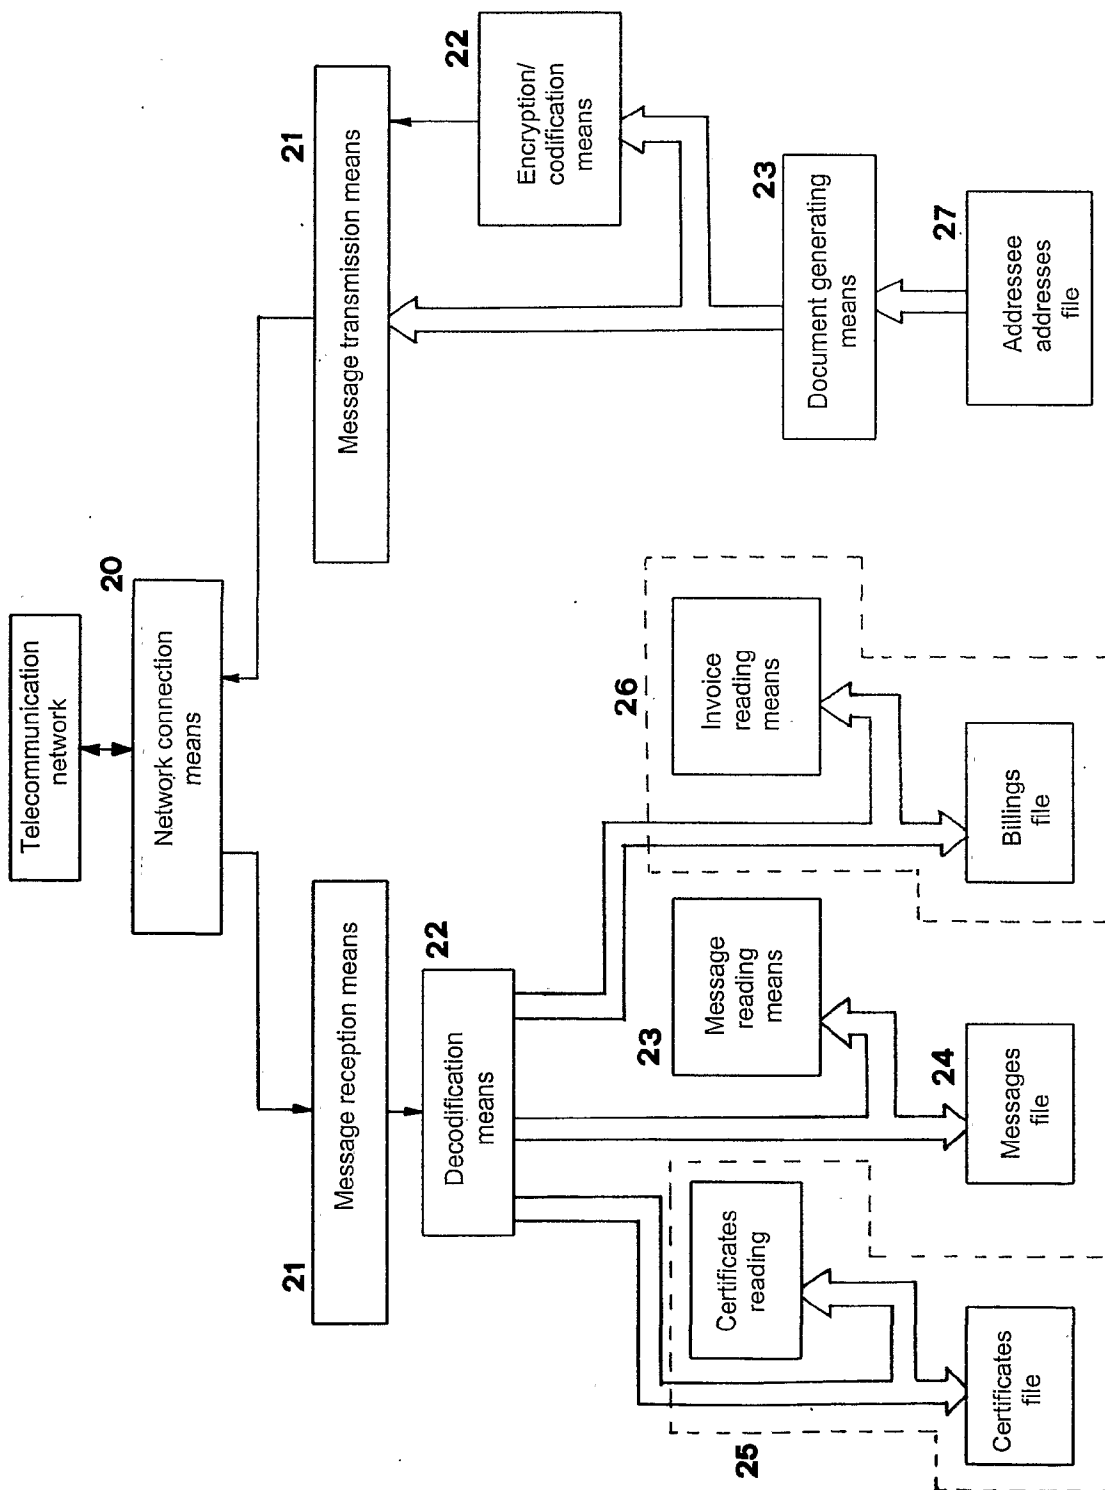 Telecommunication
network
20
Network connection
means
21
Message reception means
21
Message transmission means
22
Decodification
means
22
Encryption/
codification
means
25
Certificates
reading
23
Message
reading
means
26
Invoice
reading
means
23
Document generating
means
Certificates
file
24
Messages
file
Billings
file
27
Addressee
addresses
file